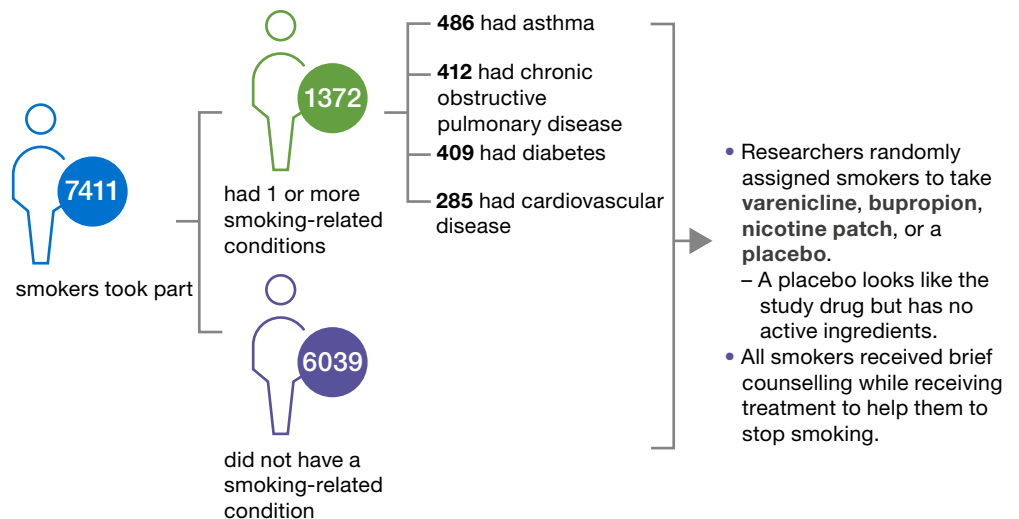 7411
smokers took part
1372
had 1 or more
smoking-related
conditions
486 had asthma
412 had chronic
obstructive
pulmonary disease
409 had diabetes
285 had cardiovascular
disease
6039
did not have a
smoking-related
condition
• Researchers randomly
assigned smokers to take
varenicline, bupropion,
nicotine patch, or a
placebo.
– A placebo looks like the
study drug but has no
active ingredients.
• All smokers received brief
counselling while receiving
treatment to help them to
stop smoking.